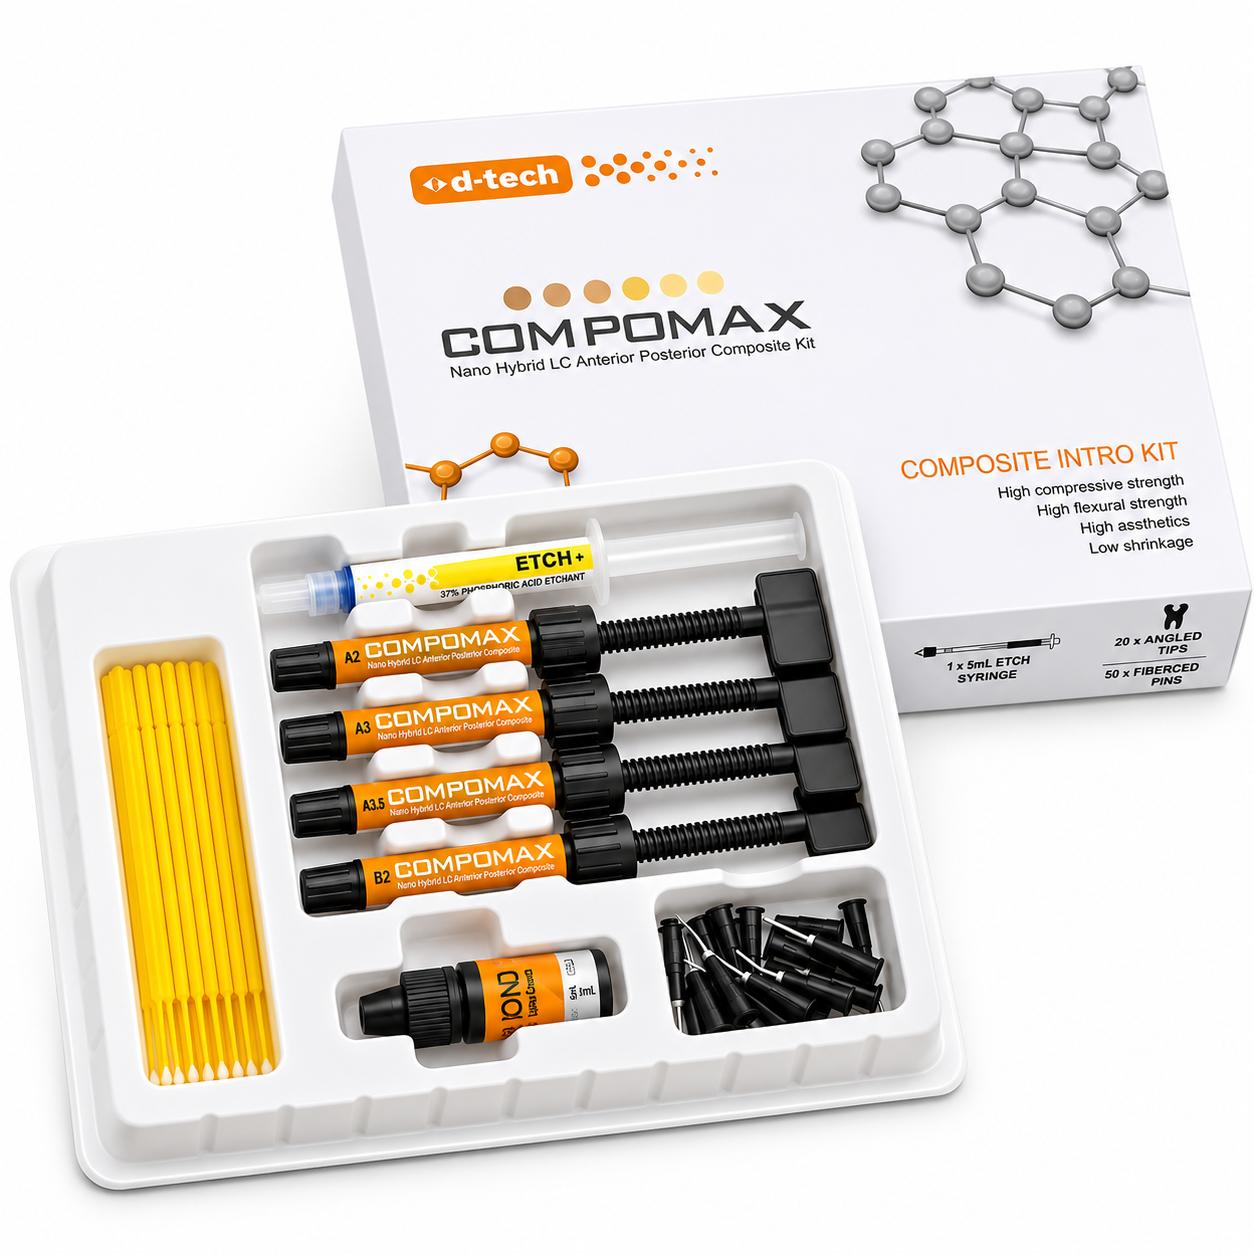 d-tech
COMPOMAX
Nano Hybrid LC Anterior Posterior Composite Kit
COMPOSITE INTRO KIT
High compressive strength
High flexural strength
High assthetics
Low shrinkage
1 x 5mL ETCH
SYRINGE
20 x ANGLED
TIPS
50 x FIBERCED
PINS
ETCH+
37% PHOSPHORIC ACID ETCHANT
A2 COMPOMAX
Nano Hybrid LC Anterior Posterior Composite
A3 COMPOMAX
Nano Hybrid LC Anterior Posterior Composite
A3.5 COMPOMAX
Nano Hybrid LC Anterior Posterior Composite
B2 COMPOMAX
Nano Hybrid LC Anterior Posterior Composite
OND
5mL